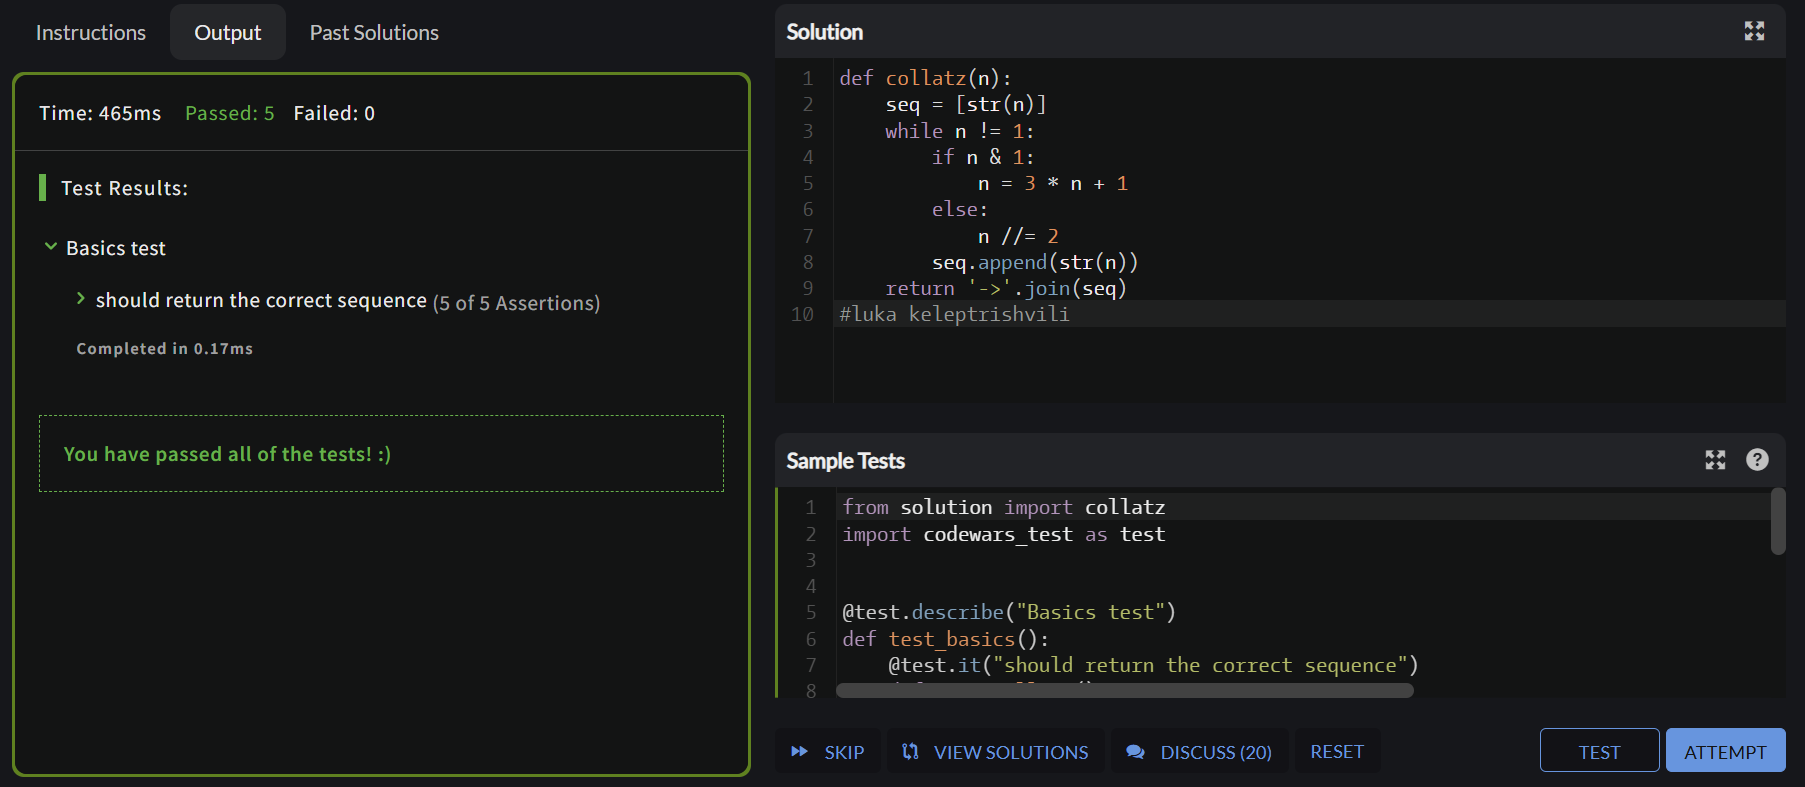 Instructions
Output
Past Solutions
Time: 465ms Passed: 5 Failed: 0
Test Results:
Basics test
should return the correct sequence (5 of 5 Assertions)
Completed in 0.17ms
You have passed all of the tests! :)
Solution
1 def collatz(n):
2     seq = [str(n)]
3     while n != 1:
4         if n & 1:
5             n = 3 * n + 1
6         else:
7             n //= 2
8         seq.append(str(n))
9     return '->'.join(seq)
10 #luka keleptrishvili
Sample Tests
?
1 from solution import collatz
2 import codewars_test as test
3
4
5 @test.describe("Basics test")
6 def test_basics():
7     @test.it("should return the correct sequence")
8
SKIP
VIEW SOLUTIONS
DISCUSS (20)
RESET
TEST
ATTEMPT